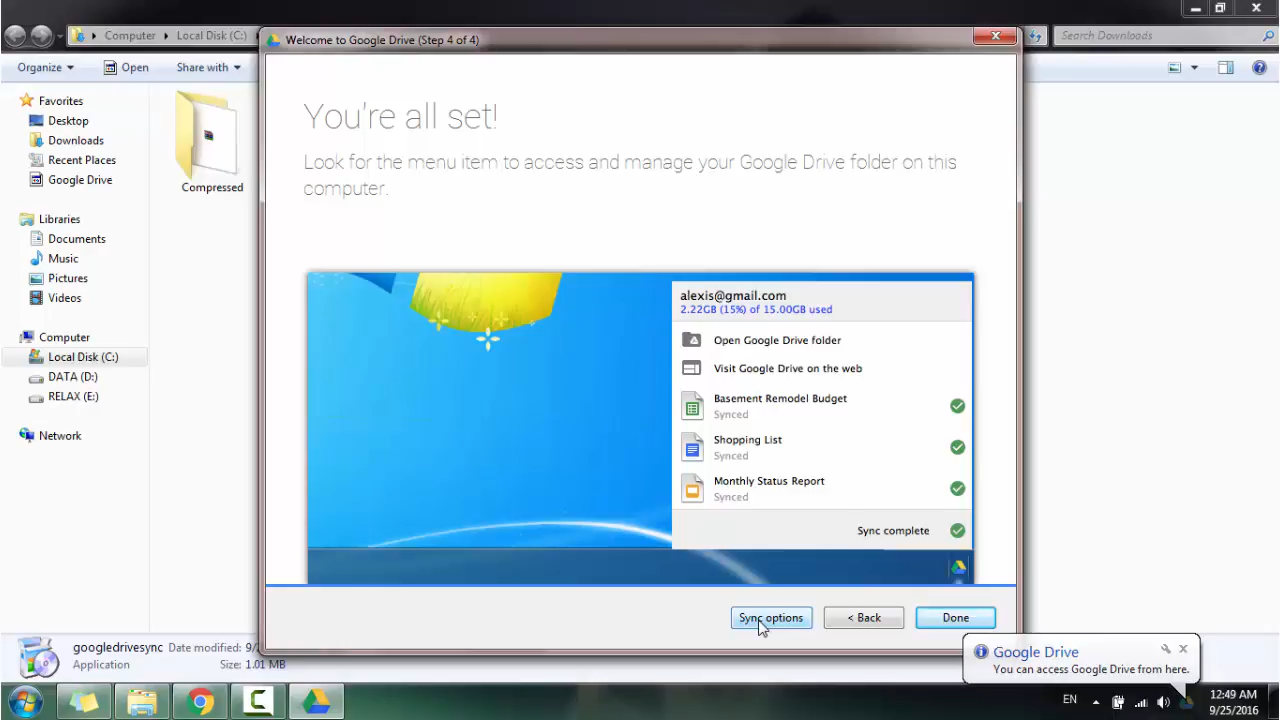 Computer
Local Disk (C:)
Welcome to Google Drive (Step 4 of 4)
Search Downloads
Organize
Open
Share with
Favorites
Desktop
Downloads
Recent Places
Google Drive
Libraries
Documents
Music
Pictures
Videos
Computer
Local Disk (C:)
DATA (D:)
RELAX (E:)
Network
Compressed
You're all set!
Look for the menu item to access and manage your Google Drive folder on this
computer.
alexis@gmail.com
2.22GB (15%) of 15.00GB used
Open Google Drive folder
Visit Google Drive on the web
Basement Remodel Budget
Synced
Shopping List
Synced
Monthly Status Report
Synced
Sync complete
Sync options
< Back
Done
googledrivesync
Date modified: 9/2
Application
Size: 1.01 MB
Google Drive
You can access Google Drive from here.
EN
12:49 AM
9/25/2016